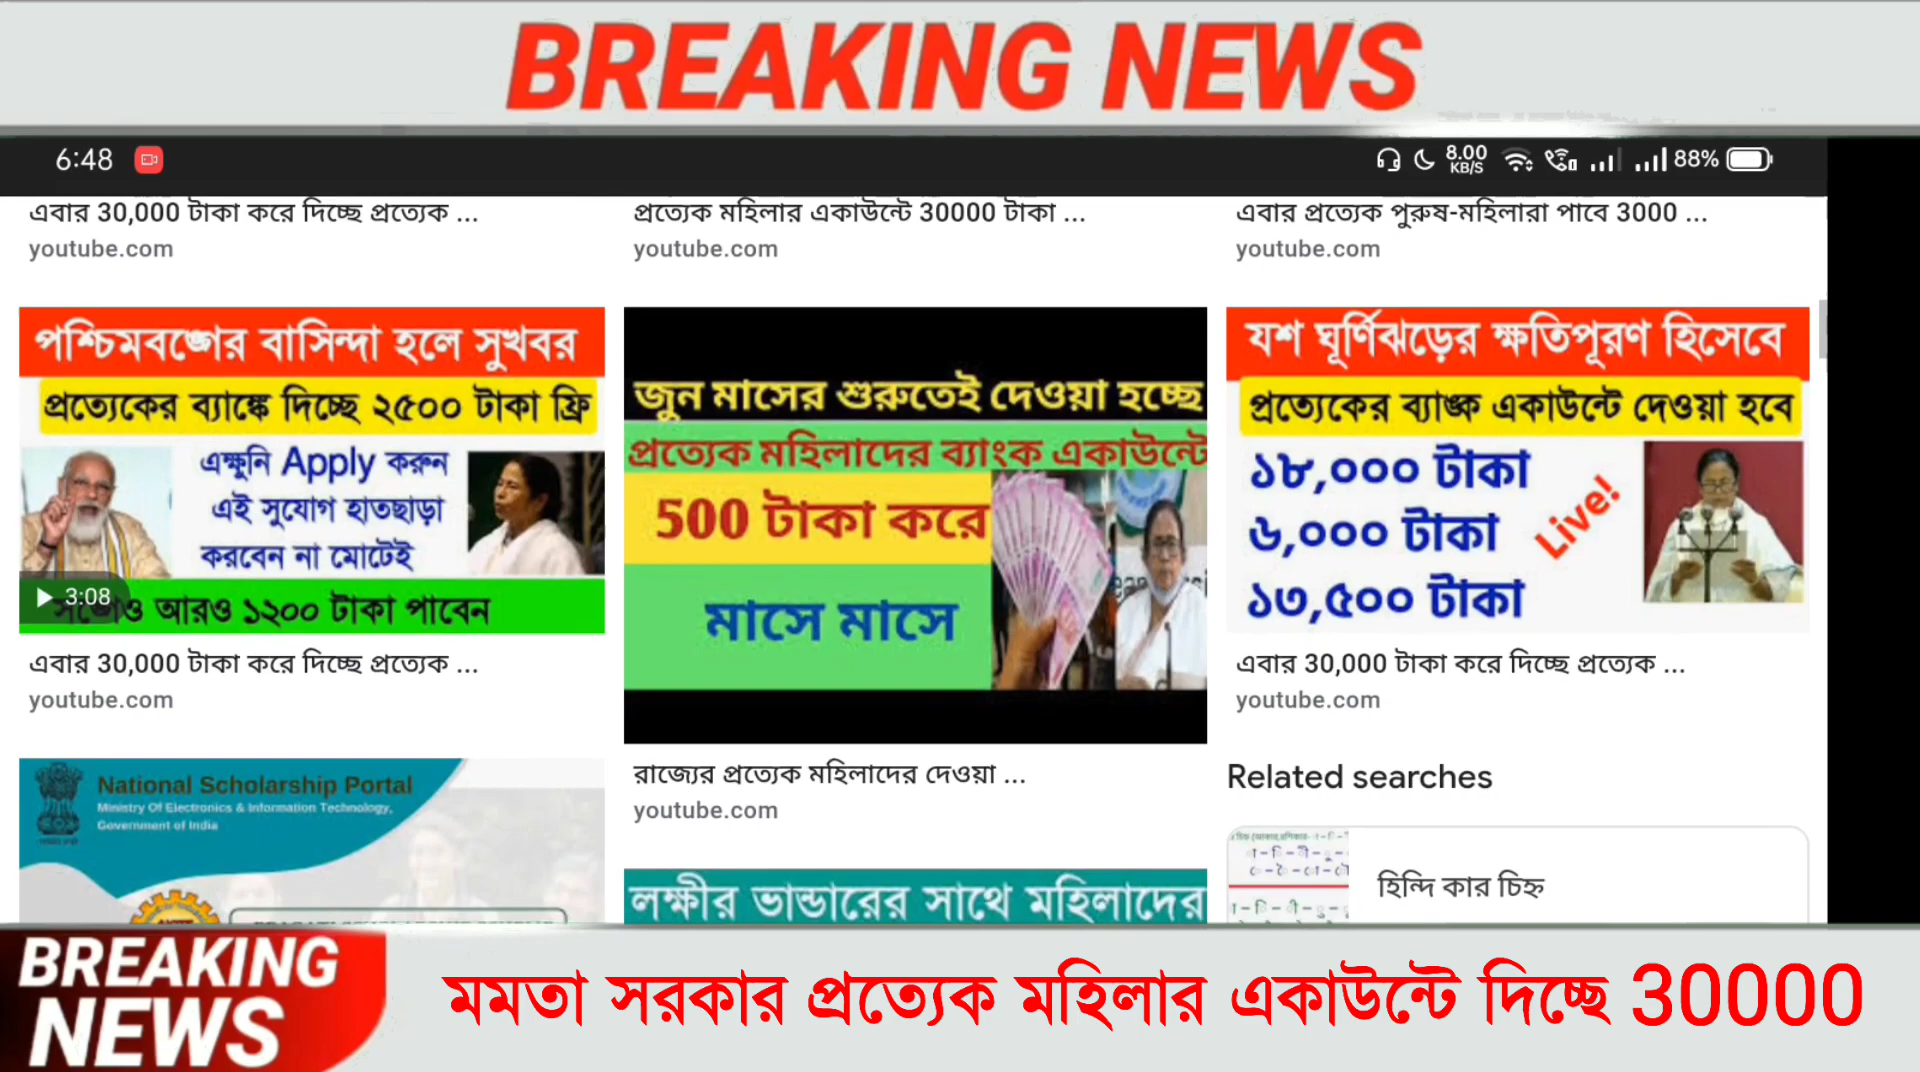 BREAKING NEWS
6:48
8.00 KB/S
88%
এবার 30,000 টাকা করে দিচ্ছে প্রত্যেক ...
youtube.com
প্রত্যেক মহিলার একাউন্টে 30000 টাকা ...
youtube.com
এবার প্রত্যেক পুরুষ-মহিলারা পাবে 3000 ...
youtube.com
পশ্চিমবঙ্গের বাসিন্দা হলে সুখবর
প্রত্যেকের ব্যাঙ্কে দিচ্ছে ২৫০০ টাকা ফ্রি
এক্ষুনি Apply করুন
এই সুযোগ হাতছাড়া
করবেন না মোটেই
3:08
আরও ১২০০ টাকা পাবেন
এবার 30,000 টাকা করে দিচ্ছে প্রত্যেক ...
youtube.com
জুন মাসের শুরুতেই দেওয়া হচ্ছে
প্রত্যেক মহিলাদের ব্যাংক একাউন্টে
500 টাকা করে
মাসে মাসে
রাজ্যের প্রত্যেক মহিলাদের দেওয়া ...
youtube.com
যশ ঘূর্ণিঝড়ের ক্ষতিপূরণ হিসেবে
প্রত্যেকের ব্যাঙ্ক একাউন্টে দেওয়া হবে
১৮,০০০ টাকা
৬,০০০ টাকা
১৩,৫০০ টাকা
Live!
এবার 30,000 টাকা করে দিচ্ছে প্রত্যেক ...
youtube.com
National Scholarship Portal
Ministry Of Electronics & Information Technology,
Government of India
লক্ষীর ভান্ডারের সাথে মহিলাদের
Related searches
হিন্দি কার চিহ্ন
BREAKING
NEWS
মমতা সরকার প্রত্যেক মহিলার একাউন্টে দিচ্ছে 30000